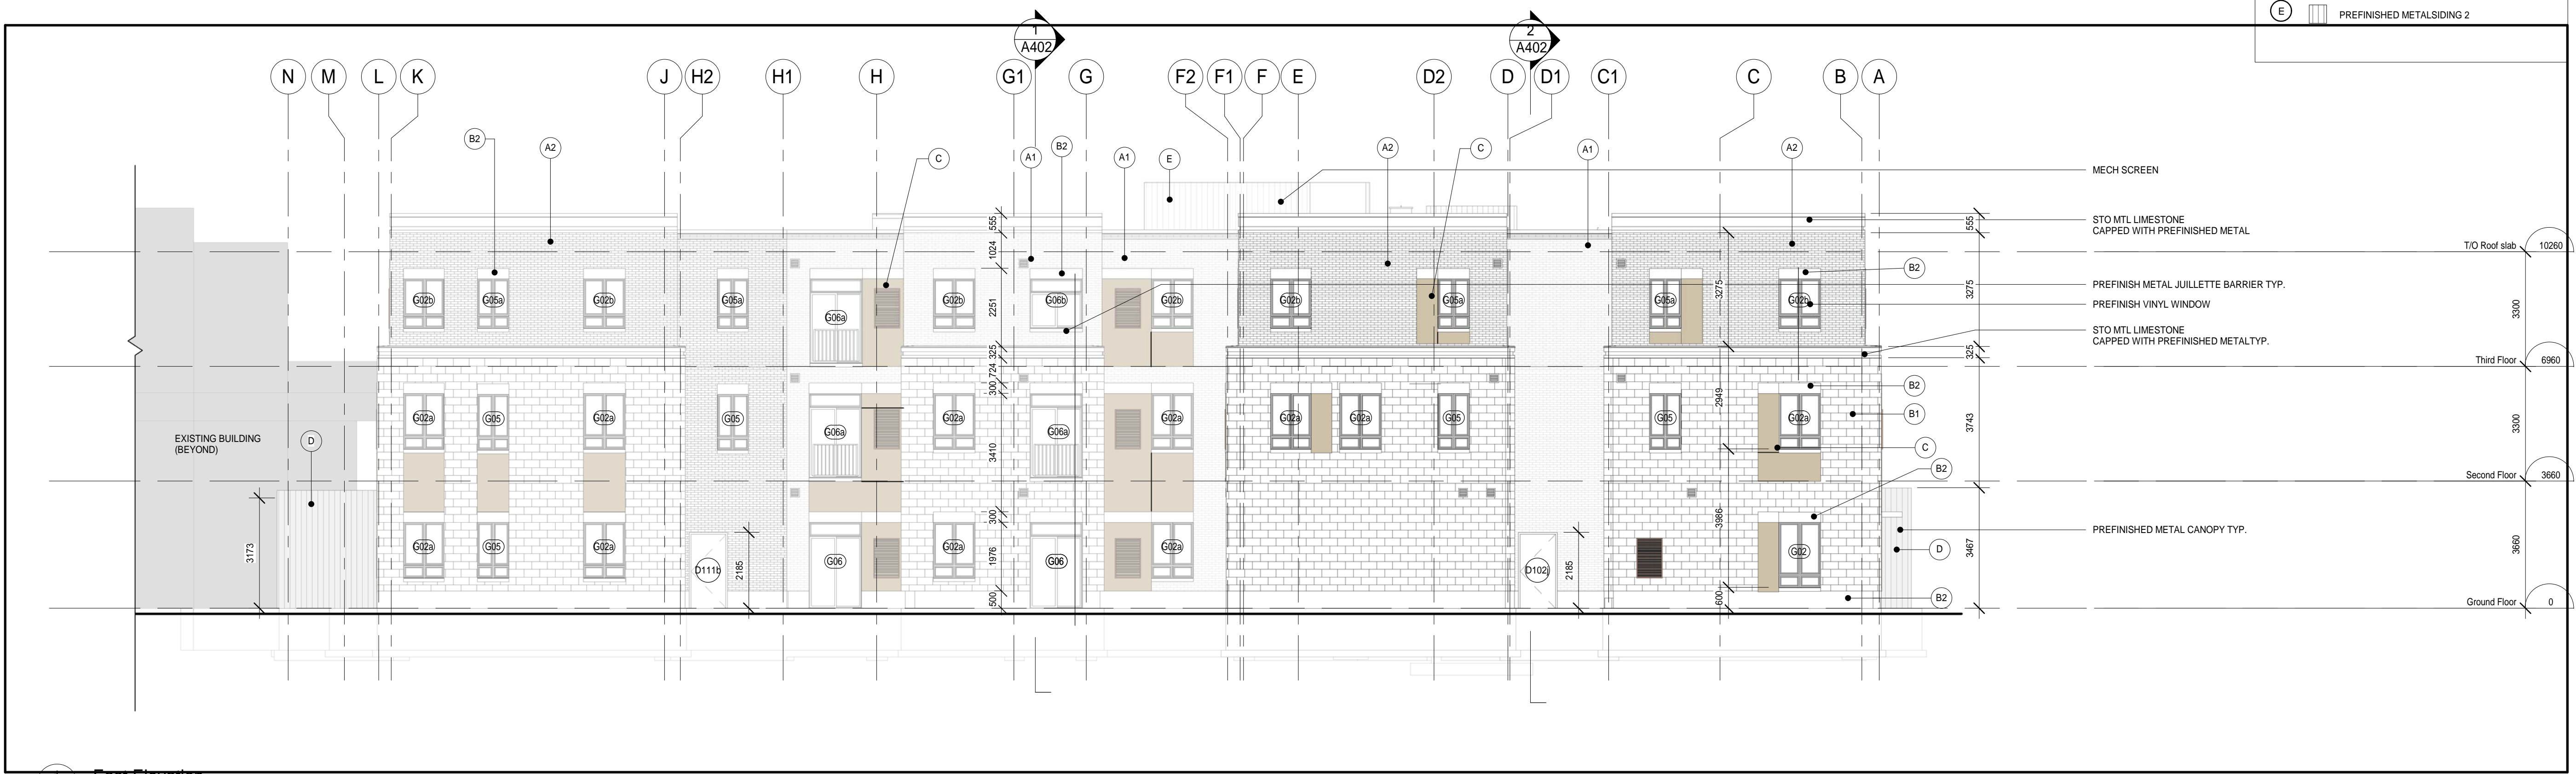 E
PREFINISHED METALSIDING 2
1
A402
2
A402
N
M
L
K
J
H2
H1
H
G1
G
F2
F1
F
E
D2
D
D1
C1
C
B
A
B2
A2
C
A1
B2
A1
E
A2
C
A1
A2
MECH SCREEN
STO MTL LIMESTONE
CAPPED WITH PREFINISHED METAL
555
1024
555
T/O Roof slab
10260
B2
G02b
G05a
G02b
G05a
G06a
G02b
2251
G06b
G02b
G02b
G05a
G05a
3275
G02b
3275
PREFINISH METAL JUILLETTE BARRIER TYP.
PREFINISH VINYL WINDOW
3300
STO MTL LIMESTONE
CAPPED WITH PREFINISHED METALTYP.
325
325
724
Third Floor
6960
300
B2
G02a
G05
G02a
G05
G06a
G02a
G06a
G02a
G02a
G02a
G05
G05
2949
G02a
B1
3743
3300
EXISTING BUILDING
(BEYOND)
D
3410
C
B2
Second Floor
3660
300
3986
3173
G02a
G05
G02a
D111b
2185
G06
G02a
1976
G06
G02a
D102j
2185
G02
PREFINISHED METAL CANOPY TYP.
D
3467
3660
500
600
B2
Ground Floor
0